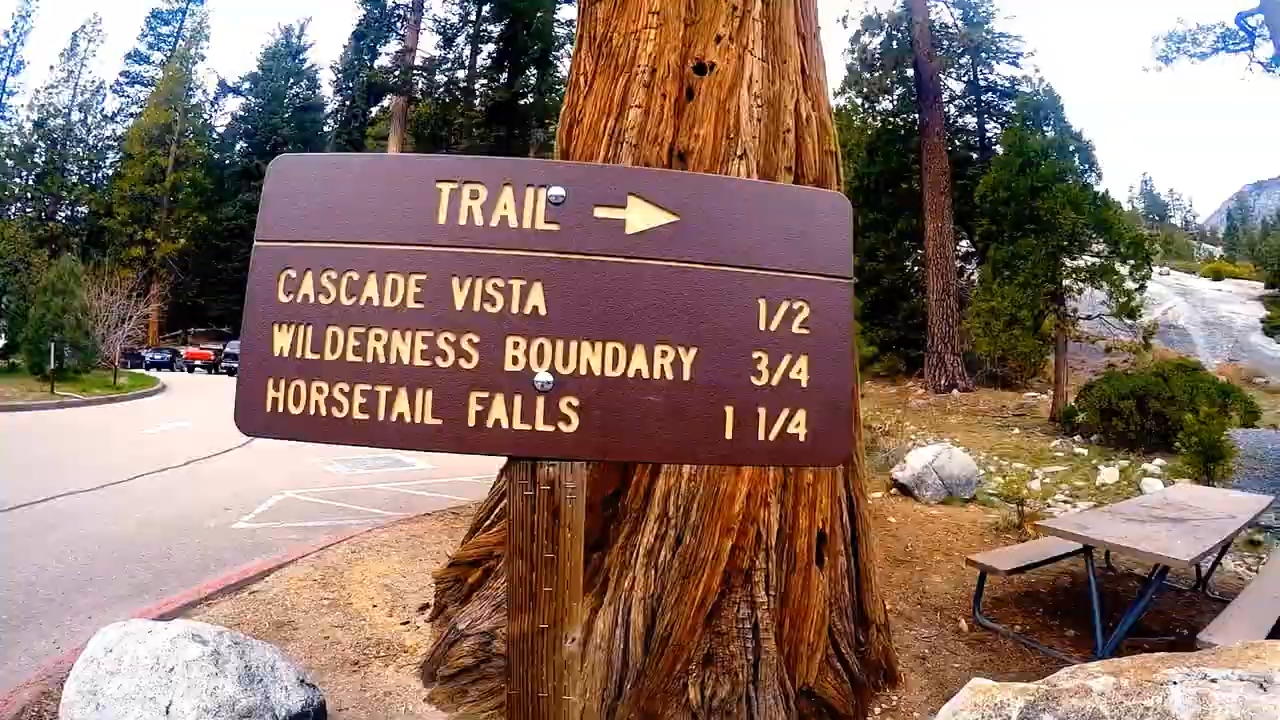 TRAIL →
CASCADE VISTA 1/2
WILDERNESS BOUNDARY 3/4
HORSETAIL FALLS 1 1/4